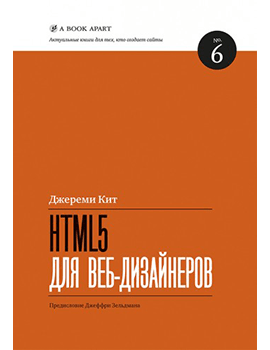 A BOOK APART
Актуальные книги для тех, кто создает сайты
No.
6
Джереми Кит
HTML5
ДЛЯ ВЕБ-ДИЗАЙНЕРОВ
Предисловие Джеффри Зельдмана